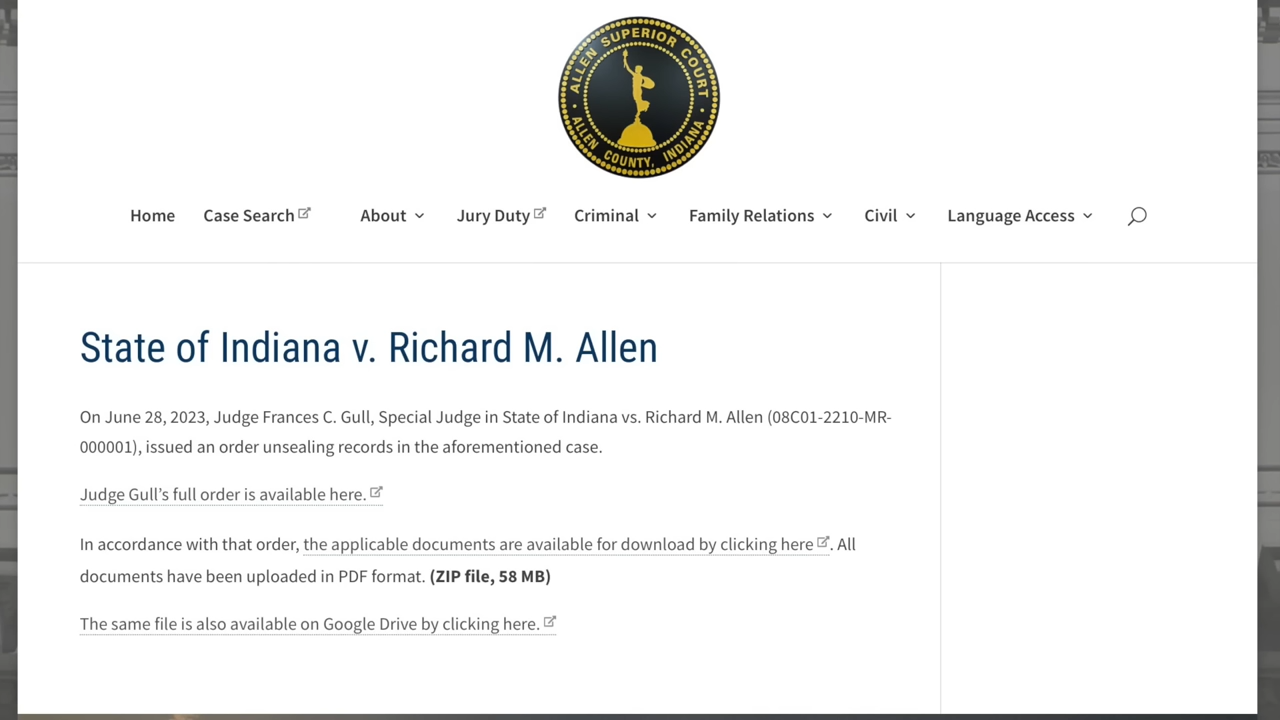 ALLEN SUPERIOR COURT
ALLEN COUNTY, INDIANA
Home Case Search About Jury Duty Criminal Family Relations Civil Language Access
State of Indiana v. Richard M. Allen
On June 28, 2023, Judge Frances C. Gull, Special Judge in State of Indiana vs. Richard M. Allen (08C01-2210-MR-
000001), issued an order unsealing records in the aforementioned case.
Judge Gull’s full order is available here.
In accordance with that order, the applicable documents are available for download by clicking here. All
documents have been uploaded in PDF format. (ZIP file, 58 MB)
The same file is also available on Google Drive by clicking here.